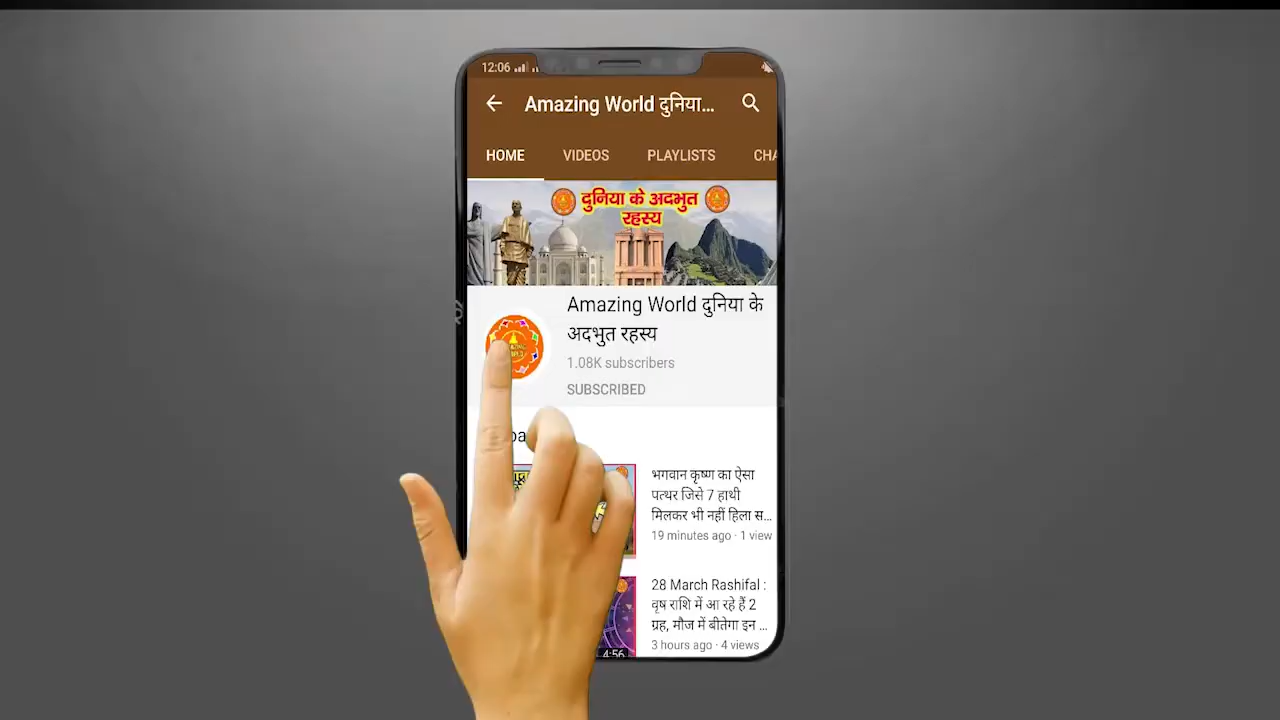 12:06
Amazing World दुनिया...
HOME VIDEOS PLAYLISTS CHA
दुनिया के अदभुत
रहस्य
Amazing World दुनिया के
अदभुत रहस्य
1.08K subscribers
SUBSCRIBED
भगवान कृष्ण का ऐसा
पत्थर जिसे 7 हाथी
मिलकर भी नहीं हिला स...
19 minutes ago · 1 view
28 March Rashifal :
वृष राशि में आ रहे हैं 2
ग्रह, मौज में बीतेगा इन ...
3 hours ago · 4 views
4:56